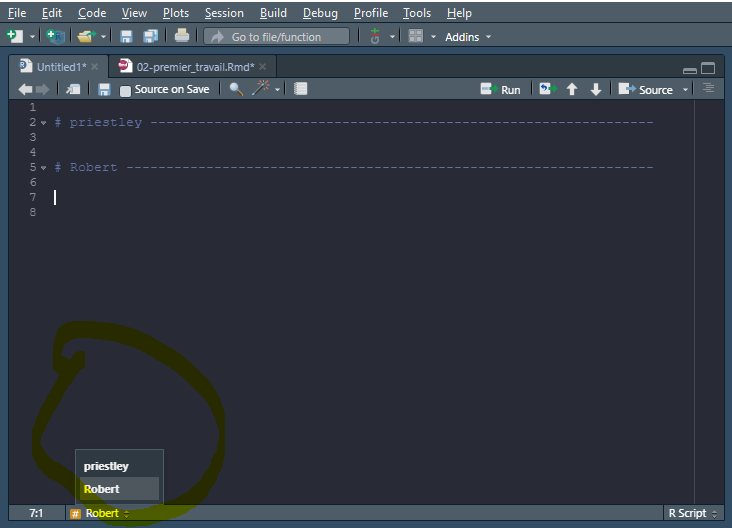 File Edit Code View Plots Session Build Debug Profile Tools Help
Go to file/function Addins
Untitled1* 02-premier_travail.Rmd*
Source on Save Run Source
1
2 # priestley ---------------------------------------------------------------
3
4
5 # Robert ------------------------------------------------------------------
6
7
8
priestley
Robert
7:1 # Robert R Script